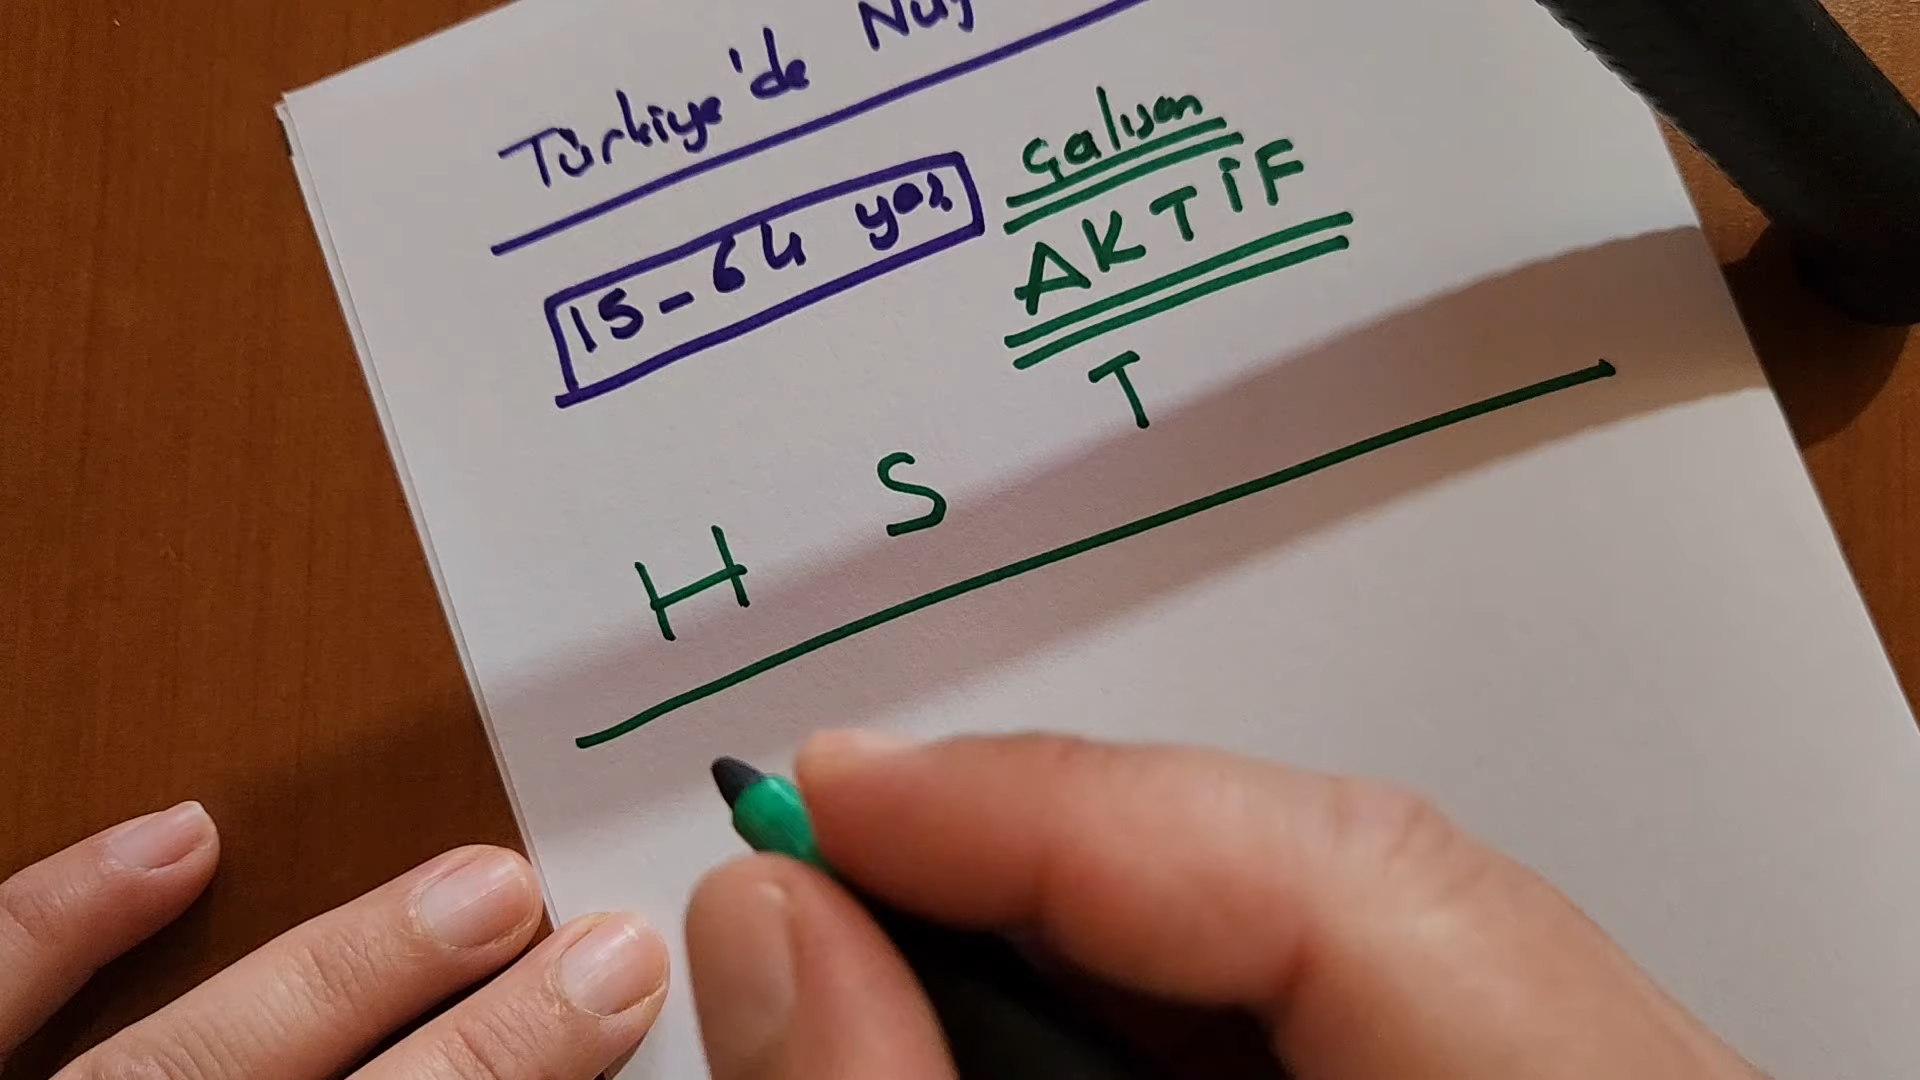 Türkiye'de
15-64 yaş
Çalışan
AKTİF
H S T